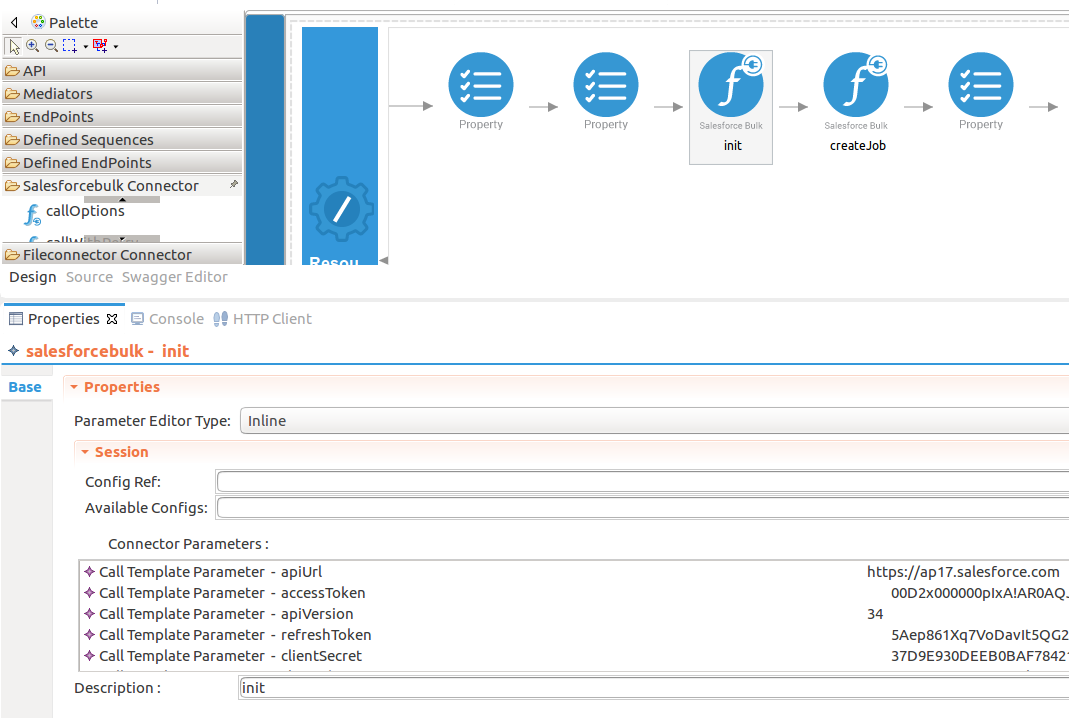 Palette
API
Mediators
EndPoints
Defined Sequences
Defined EndPoints
Salesforcebulk Connector
callOptions
Fileconnector Connector
Property
Property
Salesforce Bulk
init
Salesforce Bulk
createJob
Property
Resou
Design Source Swagger Editor
Properties Console HTTP Client
salesforcebulk - init
Base
Properties
Parameter Editor Type: Inline
Session
Config Ref:
Available Configs:
Connector Parameters :
Call Template Parameter - apiUrl https://ap17.salesforce.com
Call Template Parameter - accessToken 00D2x000000pIxA!AR0AQJ
Call Template Parameter - apiVersion 34
Call Template Parameter - refreshToken 5Aep861Xq7VoDavIt5QG2
Call Template Parameter - clientSecret 37D9E930DEEB0BAF7842
Description : init